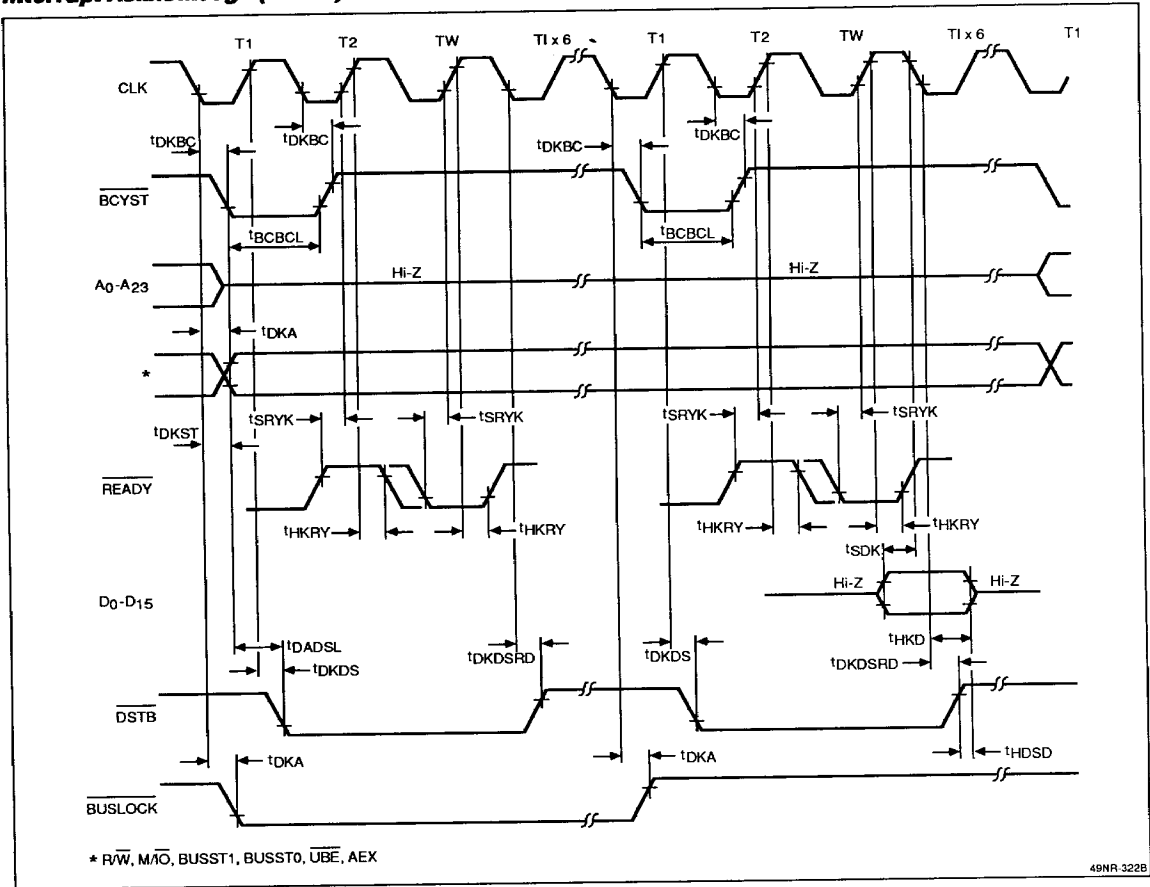 T1 T2 TW TI x 6 T1 T2 TW TI x 6 T1
CLK
tDKBC tDKBC tDKBC tDKBC
BCYST
tBCBCL tBCBCL
A0-A23 Hi-Z Hi-Z
tDKA
*
tSRYK tSRYK tSRYK tSRYK
tDKST
READY
tHKRY tHKRY tHKRY tHKRY
tSDK
D0-D15 Hi-Z Hi-Z
tHKD
tDADSL
tDKDS tDKDSRD tDKDS tDKDSRD
DSTB
tDKA tDKA tHDSD
BUSLOCK
* R/W, M/IO, BUSST1, BUSST0, UBE, AEX
49NR-322B